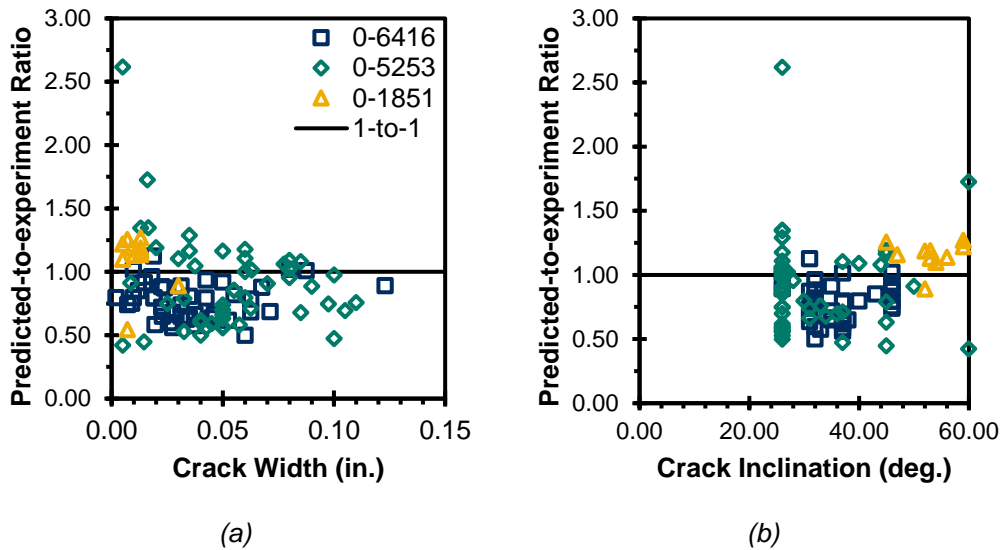 3.00
2.50
2.00
1.50
1.00
0.50
0.00
Predicted-to-experiment Ratio
0-6416
0-5253
0-1851
1-to-1
0.00 0.05 0.10 0.15
Crack Width (in.)
(a)
3.00
2.50
2.00
1.50
1.00
0.50
0.00
Predicted-to-experiment Ratio
0.00 20.00 40.00 60.00
Crack Inclination (deg.)
(b)